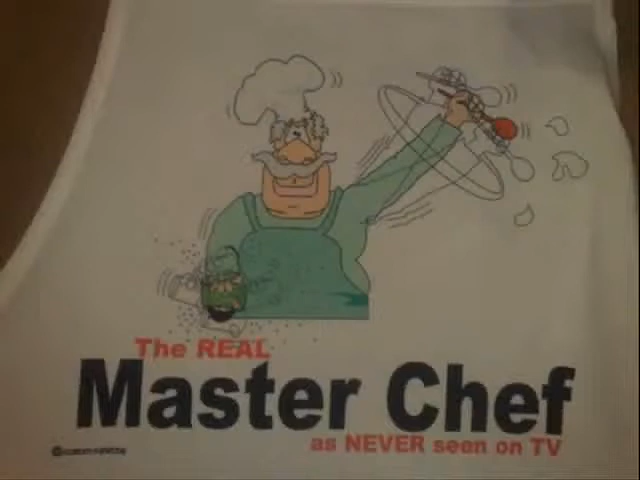 The REAL
Master Chef
as NEVER seen on TV